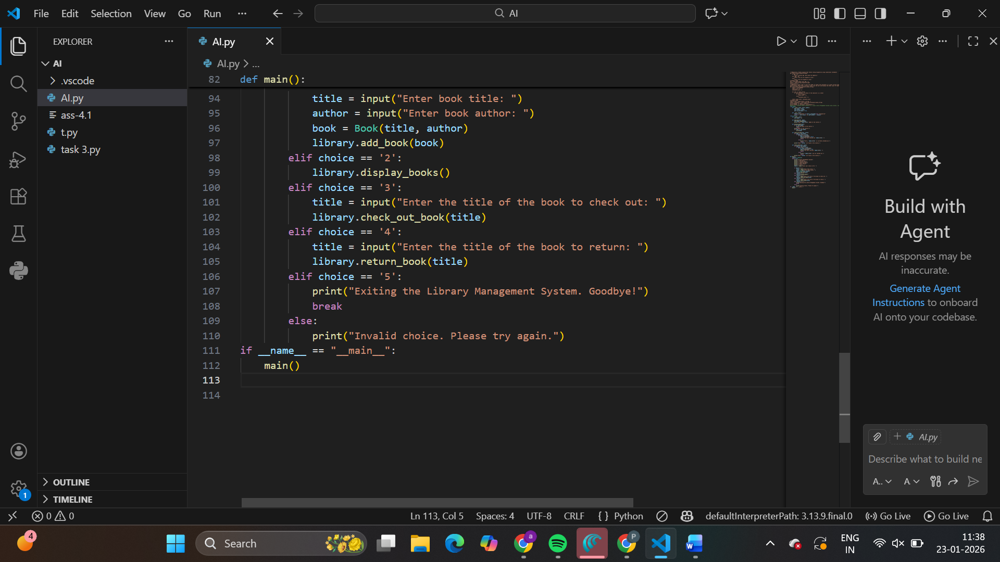 File Edit Selection View Go Run ...
AI
EXPLORER
AI
.vscode
AI.py
ass-4.1
t.py
task 3.py
OUTLINE
TIMELINE
1
AI.py
AI.py > ...
82 def main():
94 title = input("Enter book title: ")
95 author = input("Enter book author: ")
96 book = Book(title, author)
97 library.add_book(book)
98 elif choice == '2':
99 library.display_books()
100 elif choice == '3':
101 title = input("Enter the title of the book to check out: ")
102 library.check_out_book(title)
103 elif choice == '4':
104 title = input("Enter the title of the book to return: ")
105 library.return_book(title)
106 elif choice == '5':
107 print("Exiting the Library Management System. Goodbye!")
108 break
109 else:
110 print("Invalid choice. Please try again.")
111 if __name__ == "__main__":
112 main()
113
114
Build with
Agent
AI responses may be
inaccurate.
Generate Agent
Instructions to onboard
AI onto your codebase.
AI.py
Describe what to build ne
A.. A
0 0
Ln 113, Col 5 Spaces: 4 UTF-8 CRLF { } Python defaultInterpreterPath: 3.13.9.final.0 Go Live Go Live
4
Search
a
P
W
ENG
IN
11:38
23-01-2026